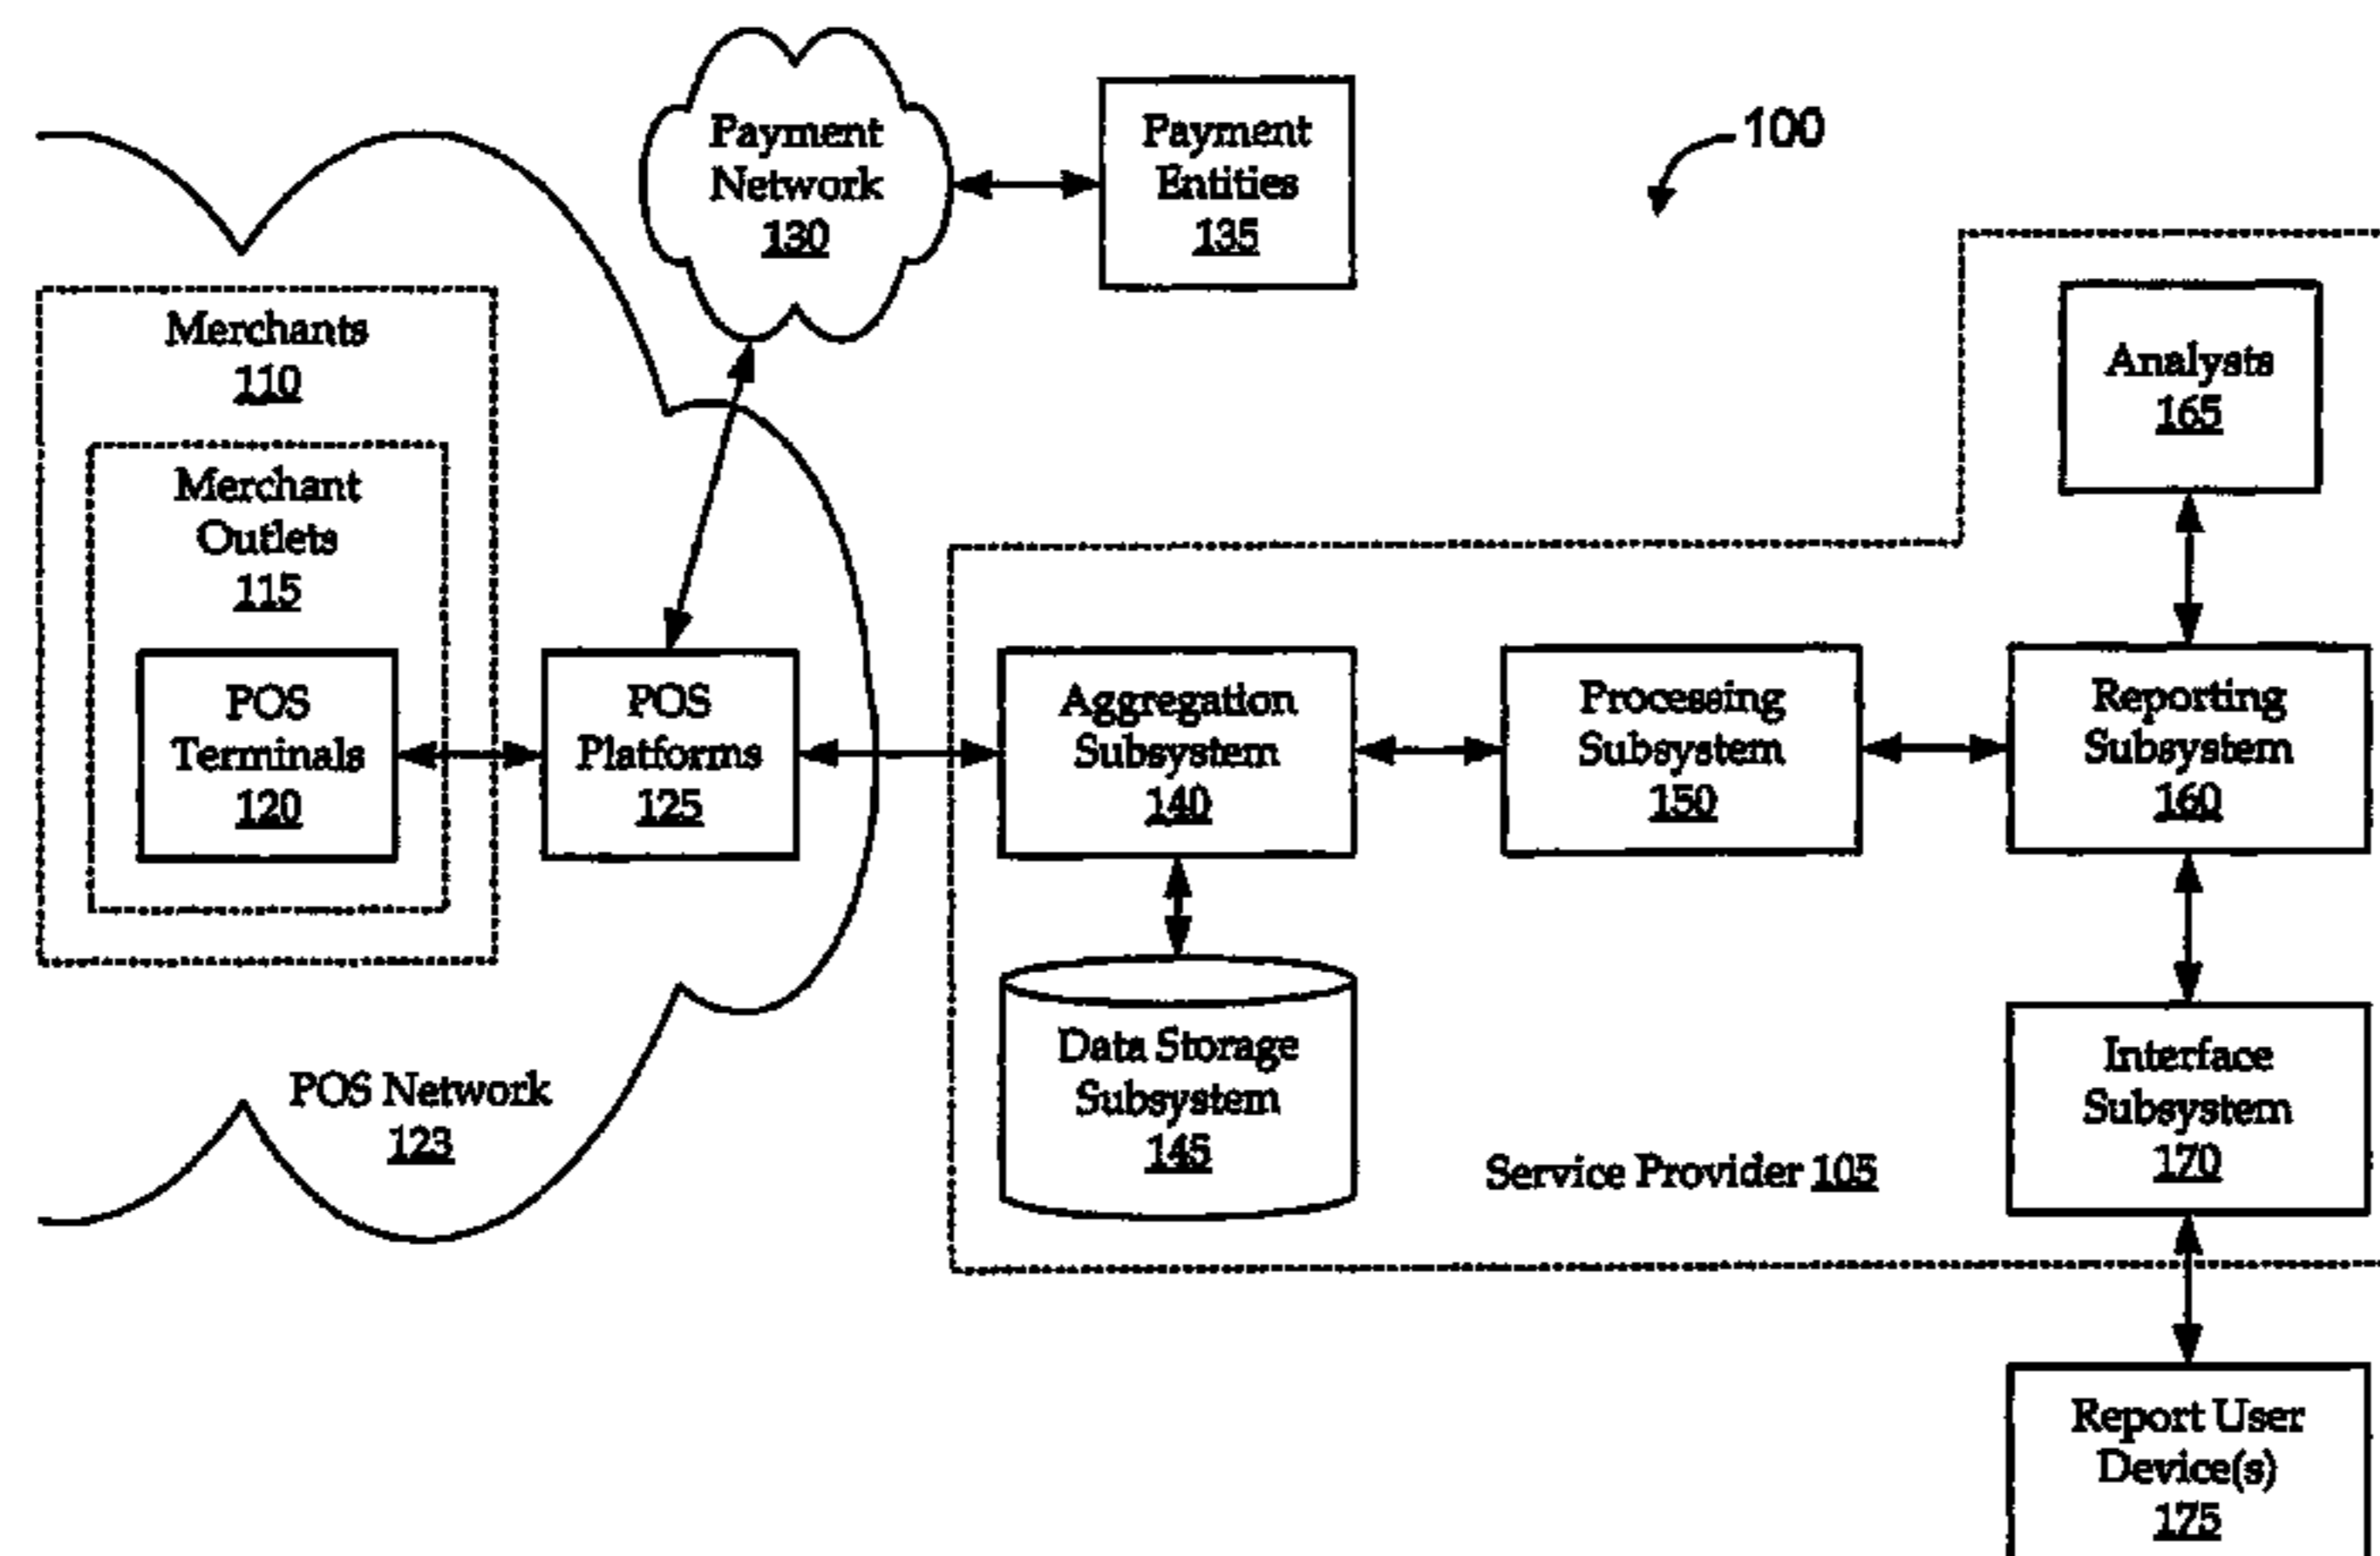 Payment
Network
130
Payment
Entities
135
100
Merchants
110
Merchant
Outlets
115
POS
Terminals
120
POS
Platforms
125
POS Network
123
Analysts
165
Aggregation
Subsystem
140
Processing
Subsystem
150
Reporting
Subsystem
160
Data Storage
Subsystem
145
Service Provider 105
Interface
Subsystem
170
Report User
Device(s)
175